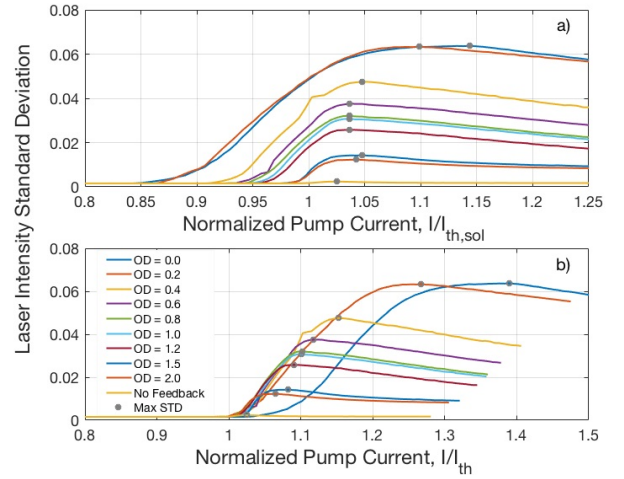 Laser Intensity Standard Deviation
a)
0.08
0.06
0.04
0.02
0
0.8 0.85 0.9 0.95 1 1.05 1.1 1.15 1.2 1.25
Normalized Pump Current, I/I_th,sol
b)
0.08
0.06
0.04
0.02
0
OD = 0.0
OD = 0.2
OD = 0.4
OD = 0.6
OD = 0.8
OD = 1.0
OD = 1.2
OD = 1.5
OD = 2.0
No Feedback
Max STD
0.8 0.9 1 1.1 1.2 1.3 1.4 1.5
Normalized Pump Current, I/I_th